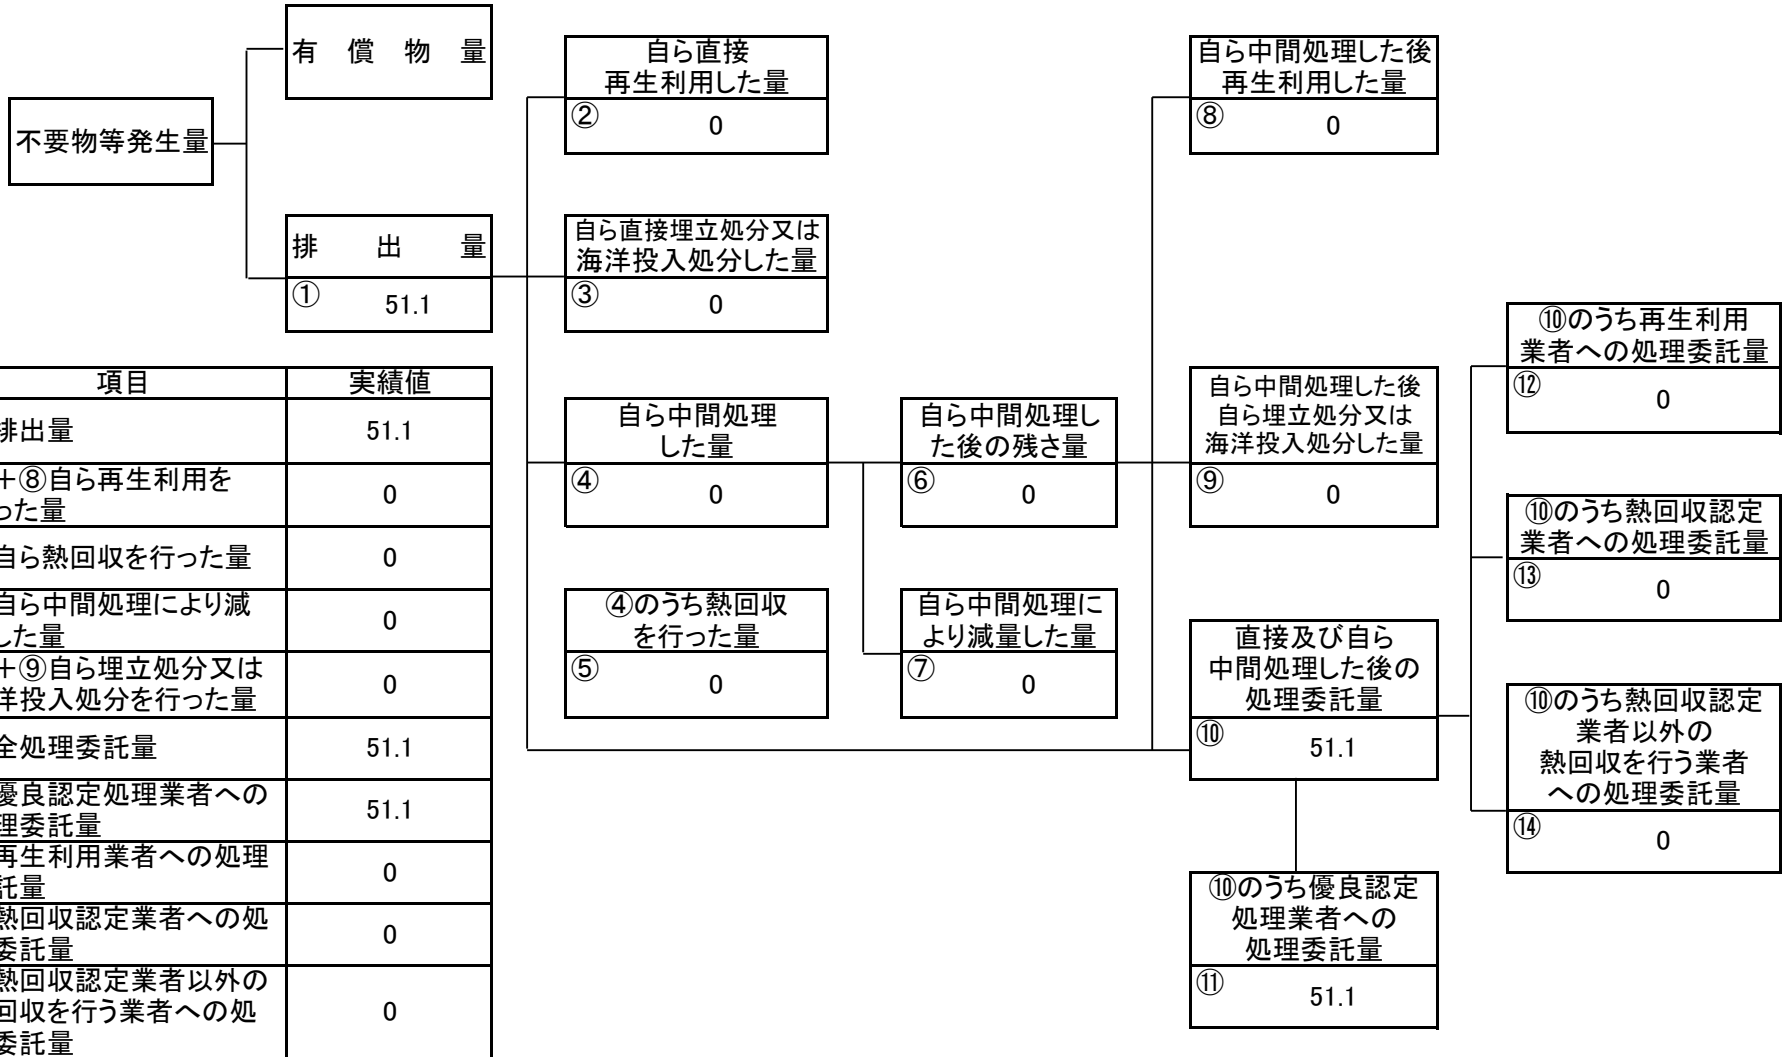 有 償 物 量
不要物等発生量
排 出 量
① 51.1
自ら直接
再生利用した量
② 0
自ら直接埋立処分又は
海洋投入処分した量
③ 0
自ら中間処理
した量
④ 0
④のうち熱回収
を行った量
⑤ 0
自ら中間処理し
た後の残さ量
⑥ 0
自ら中間処理に
より減量した量
⑦ 0
自ら中間処理した後
再生利用した量
⑧ 0
自ら中間処理した後
自ら埋立処分又は
海洋投入処分した量
⑨ 0
直接及び自ら
中間処理した後の
処理委託量
⑩ 51.1
⑩のうち優良認定
処理業者への
処理委託量
⑪ 51.1
⑩のうち再生利用
業者への処理委託量
⑫ 0
⑩のうち熱回収認定
業者への処理委託量
⑬ 0
⑩のうち熱回収認定
業者以外の
熱回収を行う業者
への処理委託量
⑭ 0
項目 実績値
排出量 51.1
+⑧自ら再生利用を
った量 0
自ら熱回収を行った量 0
自ら中間処理により減
した量 0
+⑨自ら埋立処分又は
洋投入処分を行った量 0
全処理委託量 51.1
優良認定処理業者への
理委託量 51.1
再生利用業者への処理
託量 0
熱回収認定業者への処
委託量 0
熱回収認定業者以外の
回収を行う業者への処
委託量 0